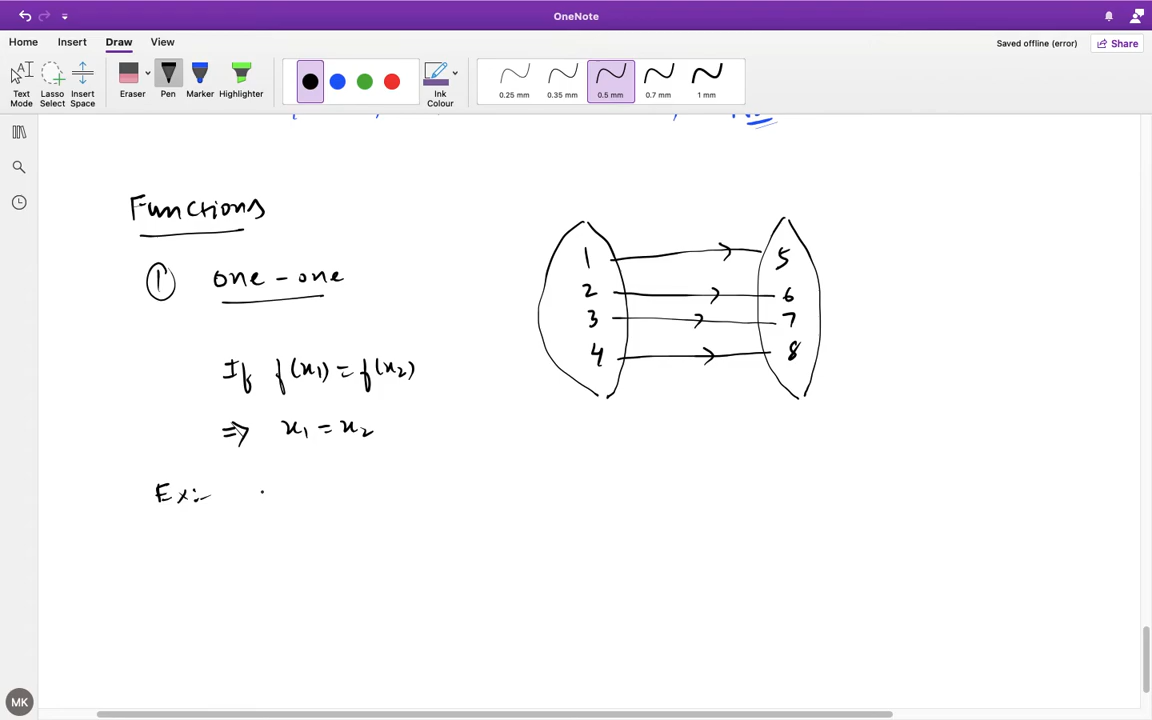 OneNote
Home Insert Draw View
Saved offline (error) Share
Text Mode
Lasso Select
Insert Space
Eraser
Pen
Marker
Highlighter
Ink Colour
0.25 mm 0.35 mm 0.5 mm 0.7 mm 1 mm
Functions
① one - one
If f(x₁) = f(x₂)
⇒ x₁ = x₂
Ex:-
1 5
2 6
3 7
4 8
MK